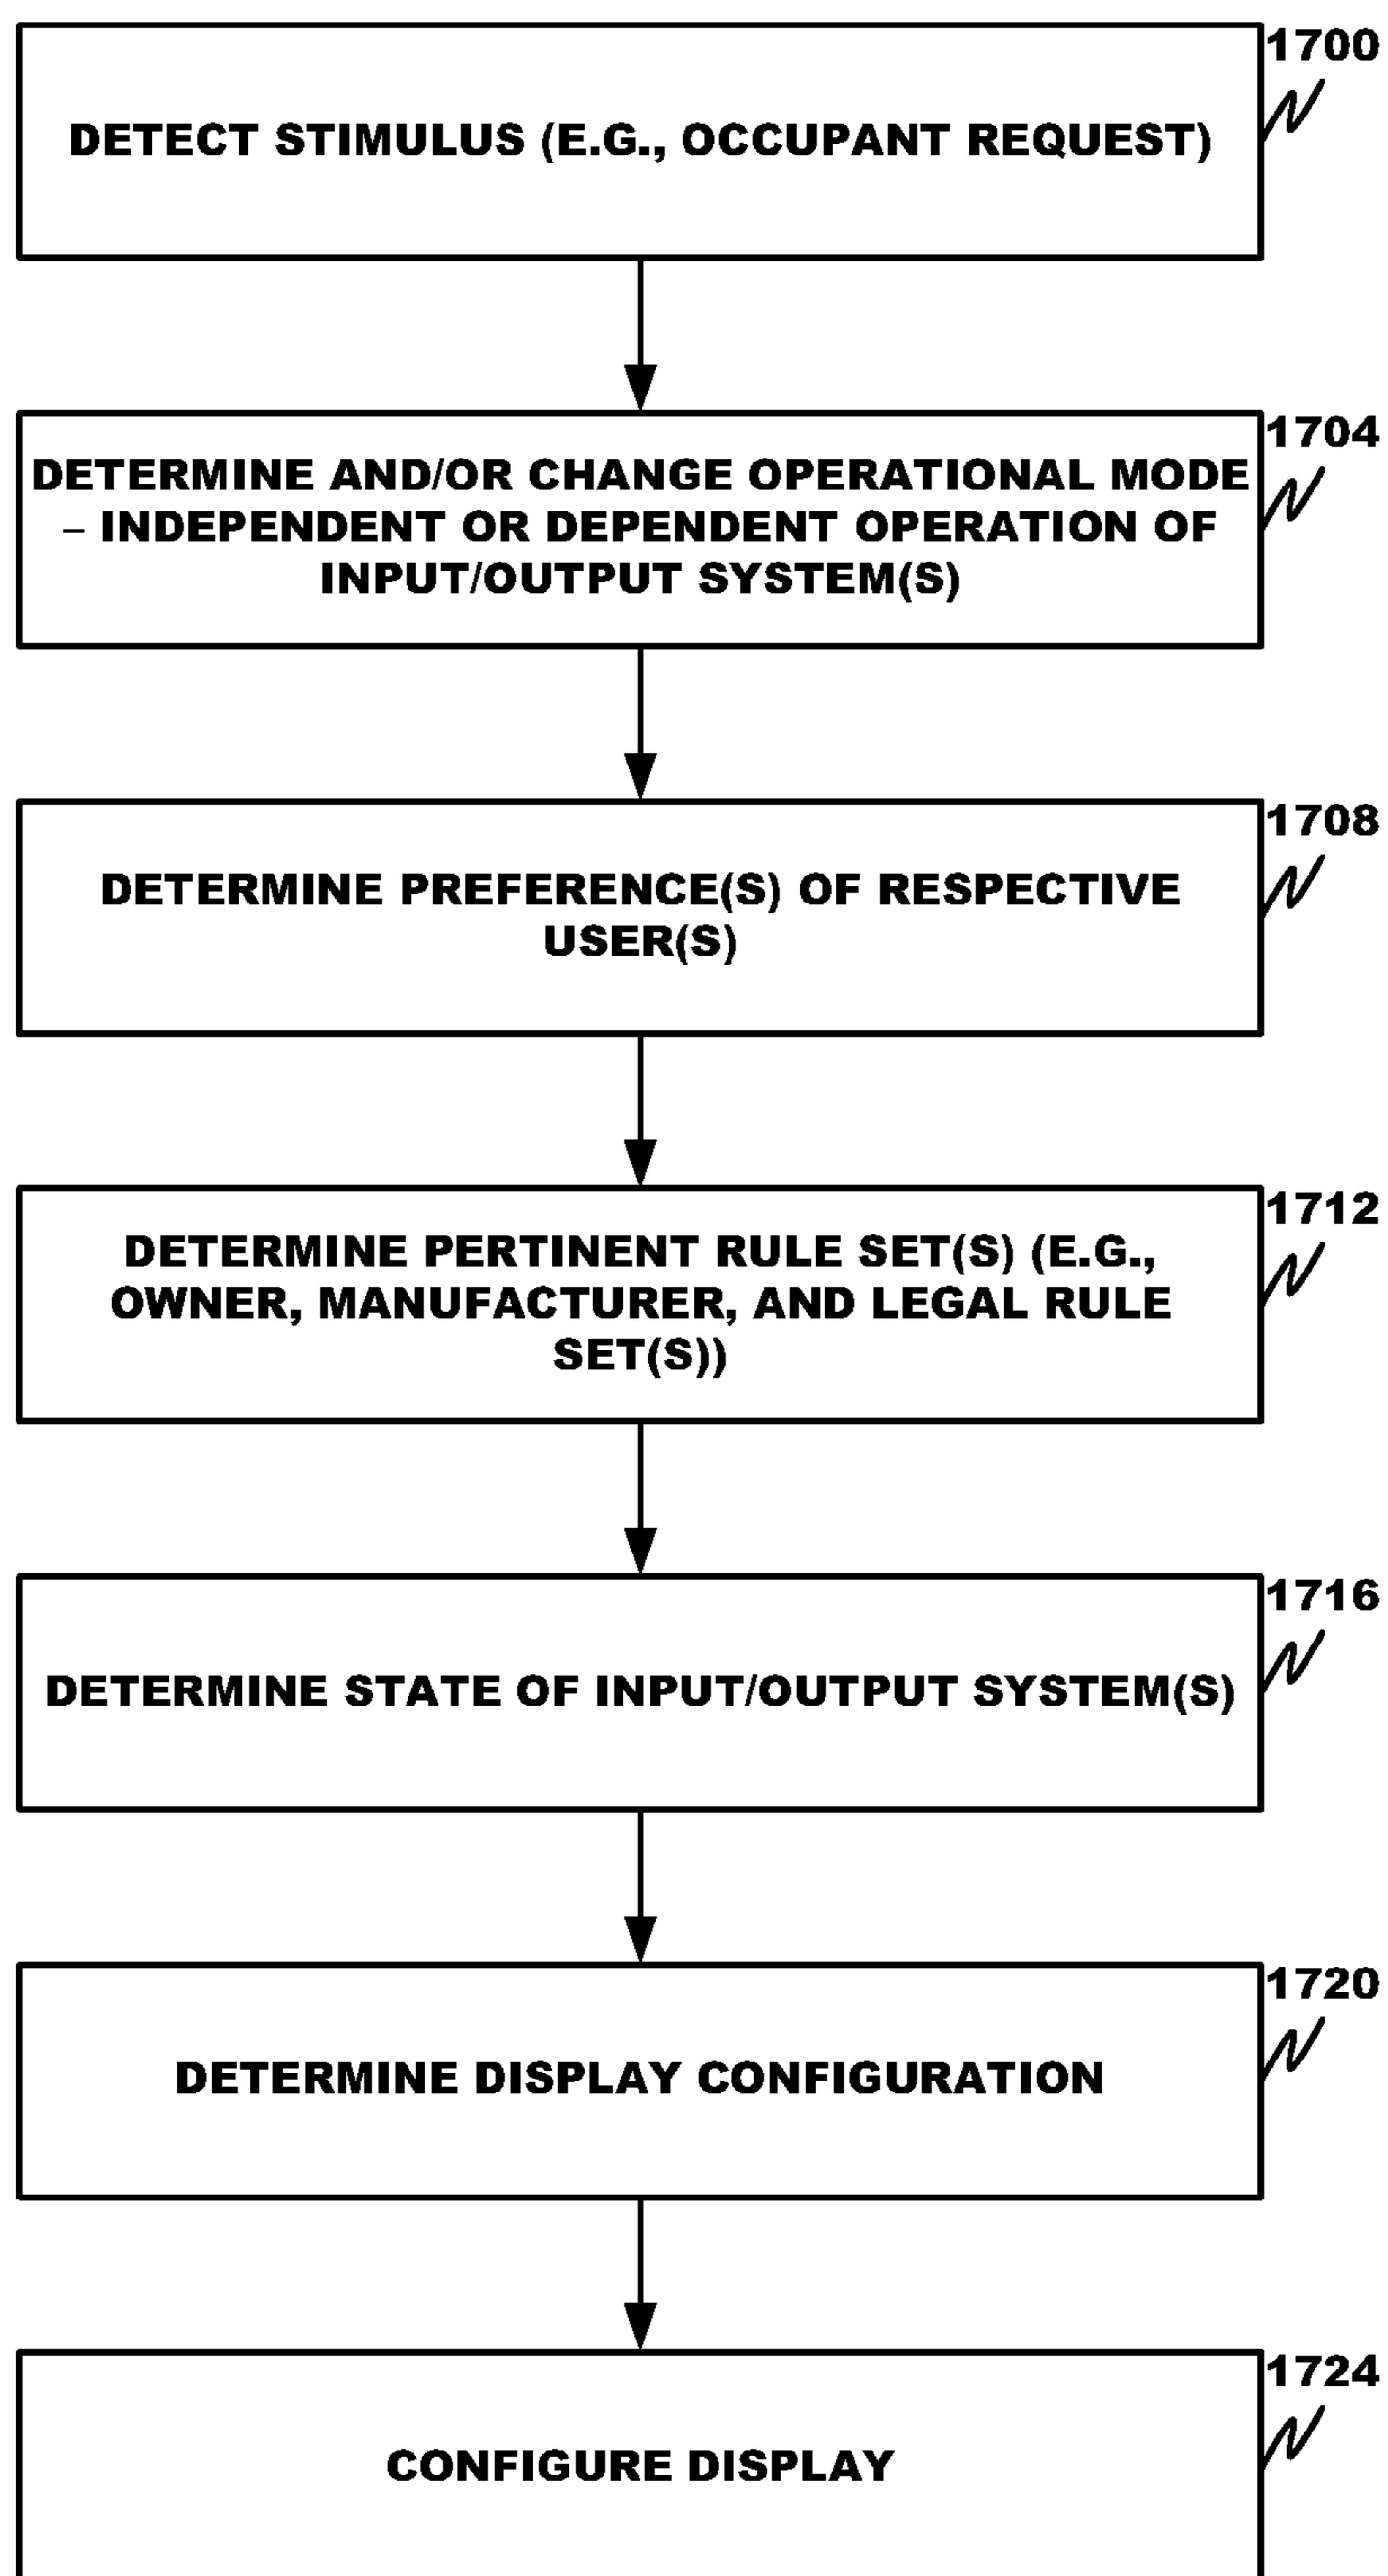 1700
DETECT STIMULUS (E.G., OCCUPANT REQUEST)
1704
DETERMINE AND/OR CHANGE OPERATIONAL MODE
– INDEPENDENT OR DEPENDENT OPERATION OF
INPUT/OUTPUT SYSTEM(S)
1708
DETERMINE PREFERENCE(S) OF RESPECTIVE
USER(S)
1712
DETERMINE PERTINENT RULE SET(S) (E.G.,
OWNER, MANUFACTURER, AND LEGAL RULE
SET(S))
1716
DETERMINE STATE OF INPUT/OUTPUT SYSTEM(S)
1720
DETERMINE DISPLAY CONFIGURATION
1724
CONFIGURE DISPLAY